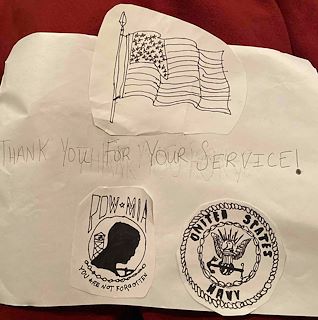 THANK YOU FOR YOUR SERVICE!
POW★MIA
YOU ARE NOT FORGOTTEN
UNITED STATES
NAVY